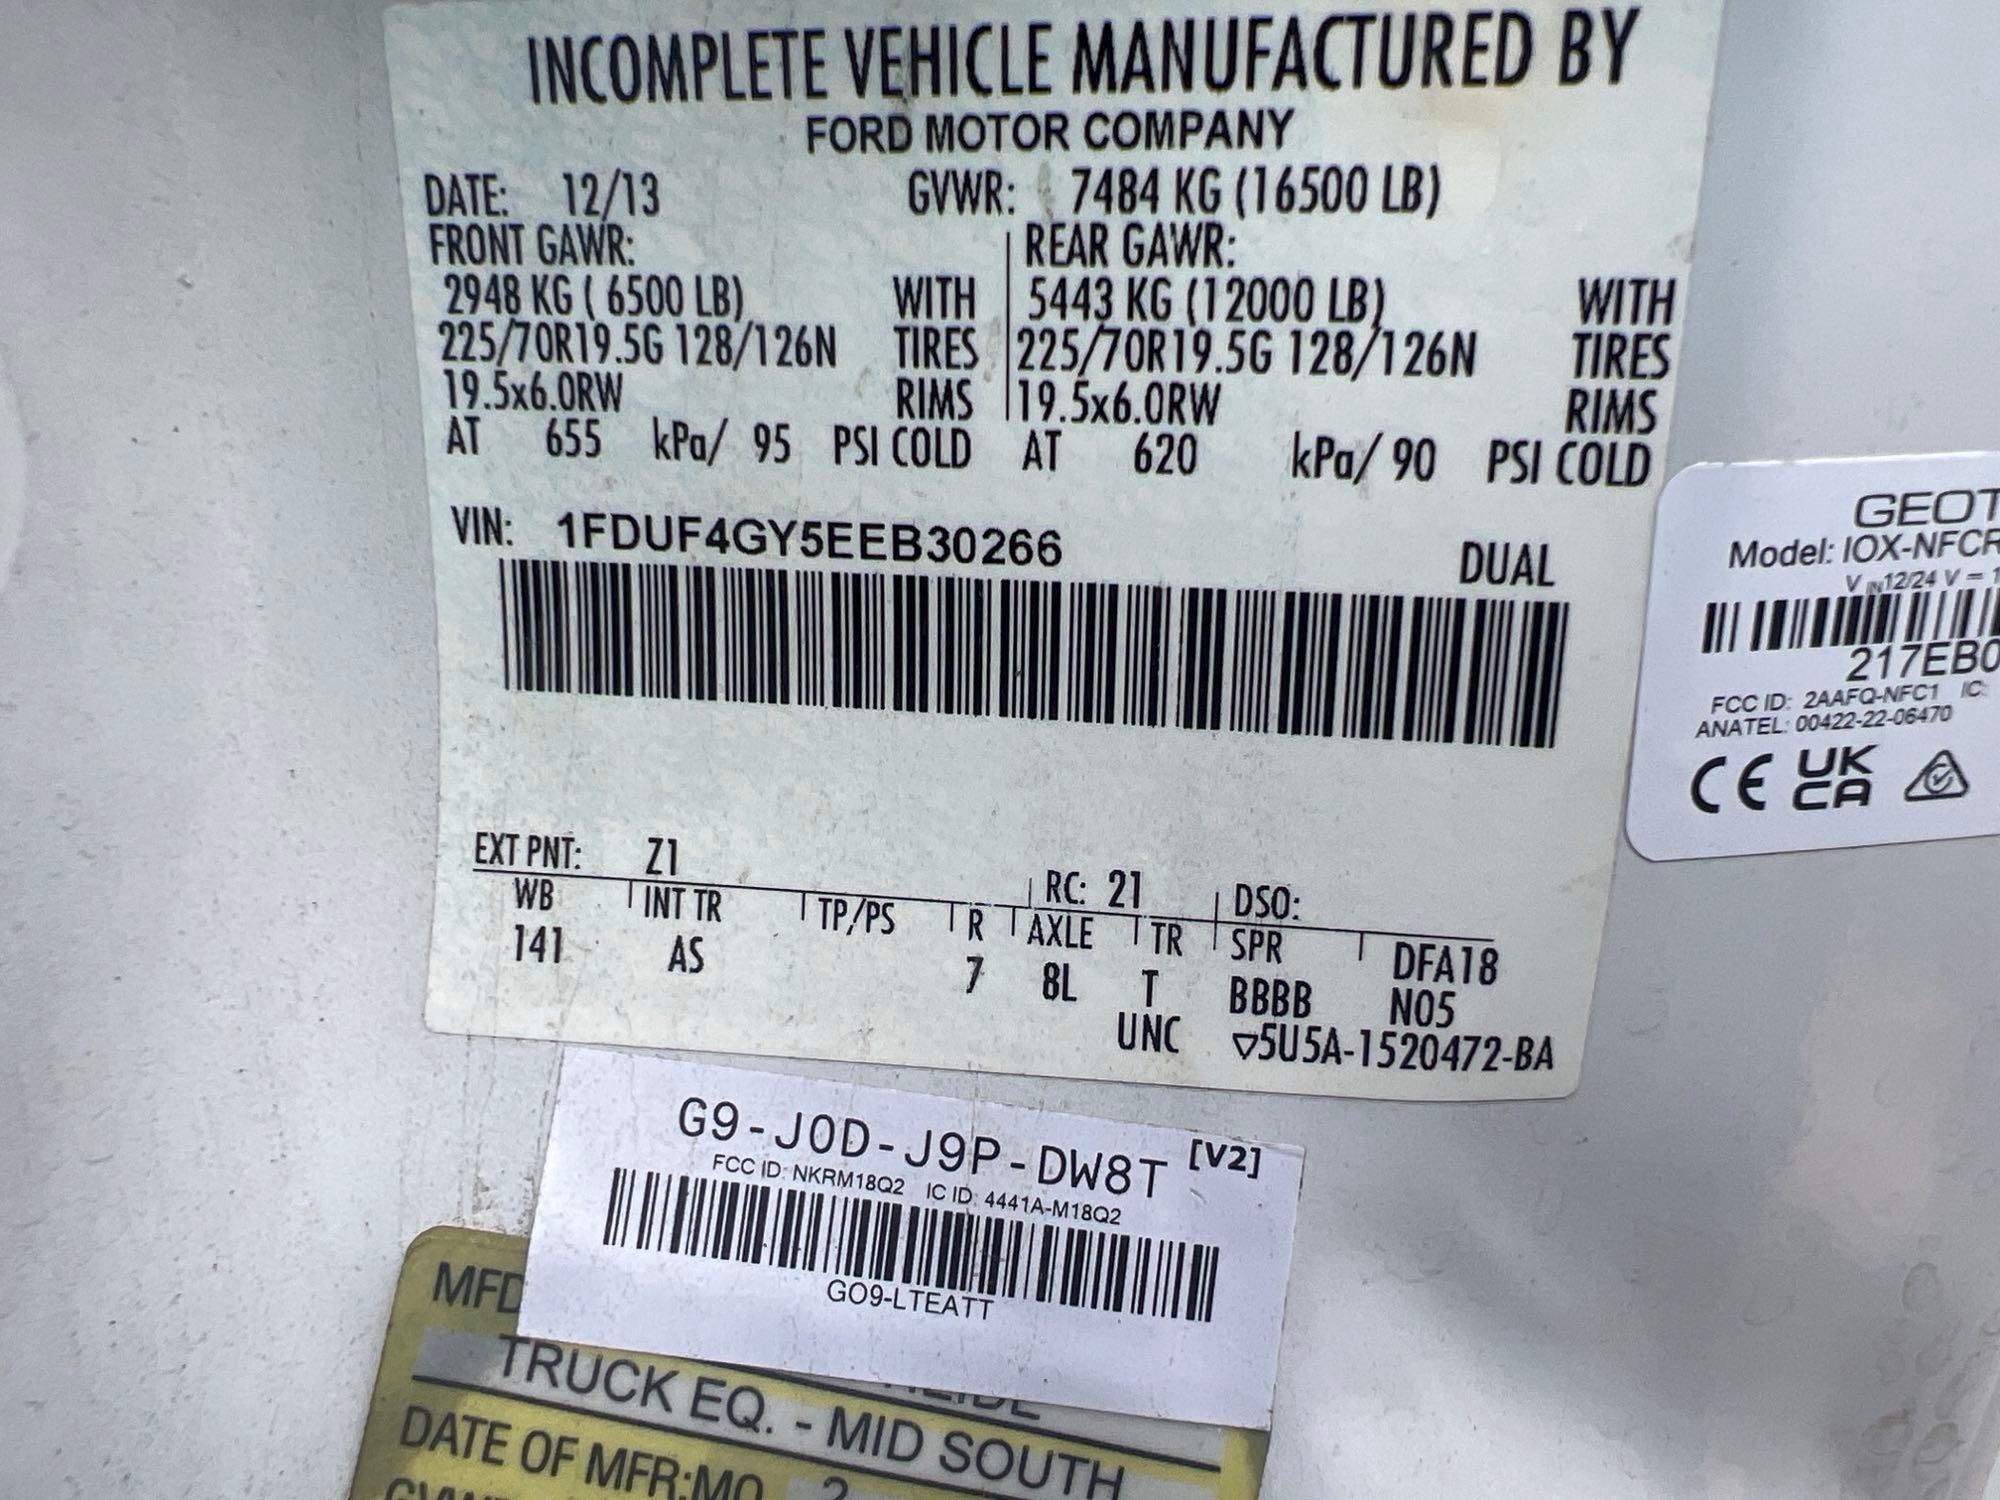 INCOMPLETE VEHICLE MANUFACTURED BY
FORD MOTOR COMPANY
DATE: 12/13 GVWR: 7484 KG (16500 LB)
FRONT GAWR: REAR GAWR:
2948 KG ( 6500 LB) WITH 5443 KG (12000 LB) WITH
225/70R19.5G 128/126N TIRES 225/70R19.5G 128/126N TIRES
19.5x6.0RW RIMS 19.5x6.0RW RIMS
AT 655 kPa/ 95 PSI COLD AT 620 kPa/ 90 PSI COLD
VIN: 1FDUF4GY5EEB30266 DUAL
EXT PNT: Z1 RC: 21 DSO:
WB INT TR TP/PS R AXLE TR SPR DFA18
141 AS 7 8L T BBBB N05
UNC ▽5U5A-1520472-BA
GEOT
Model: IOX-NFCR
V IN 12/24 V = 1
217EB0
FCC ID: 2AAFQ-NFC1 IC:
ANATEL: 00422-22-06470
CE UK CA
G9-J0D-J9P-DW8T [V2]
FCC ID: NKRM18Q2 IC ID: 4441A-M18Q2
GO9-LTEATT
MFD
TRUCK EQ. - MID SOUTH
DATE OF MFR:MO 2